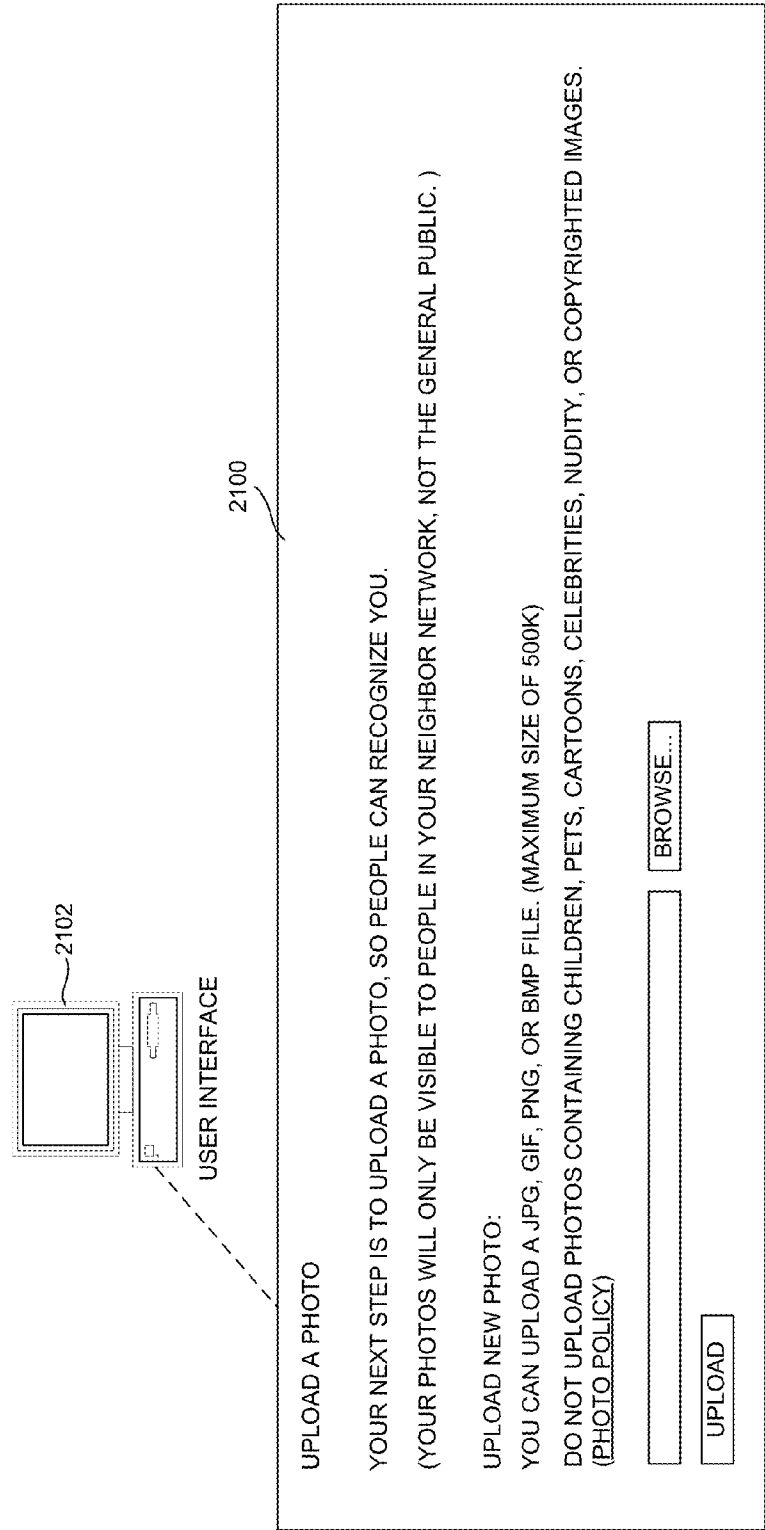 2102
USER INTERFACE
2100
UPLOAD A PHOTO
YOUR NEXT STEP IS TO UPLOAD A PHOTO, SO PEOPLE CAN RECOGNIZE YOU.
(YOUR PHOTOS WILL ONLY BE VISIBLE TO PEOPLE IN YOUR NEIGHBOR NETWORK, NOT THE GENERAL PUBLIC. )
UPLOAD NEW PHOTO:
YOU CAN UPLOAD A JPG, GIF, PNG, OR BMP FILE. (MAXIMUM SIZE OF 500K)
DO NOT UPLOAD PHOTOS CONTAINING CHILDREN, PETS, CARTOONS, CELEBRITIES, NUDITY, OR COPYRIGHTED IMAGES.
(PHOTO POLICY)
BROWSE...
UPLOAD